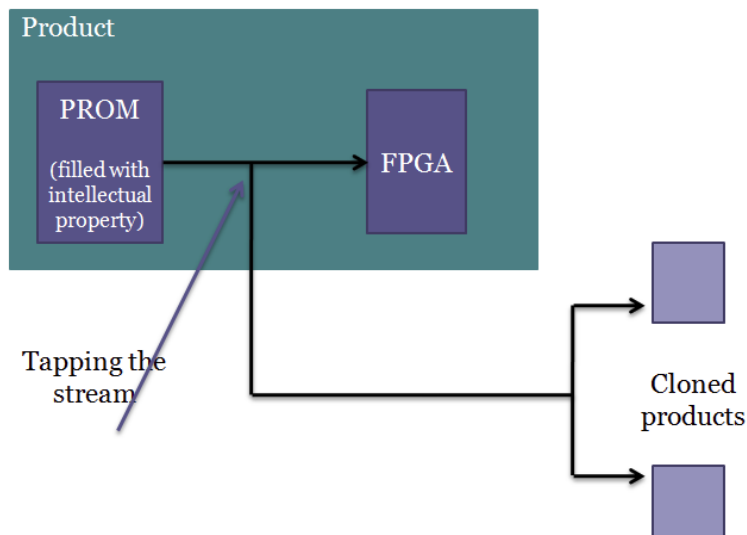 Product
PROM
(filled with
intellectual
property)
FPGA
Tapping the
stream
Cloned
products